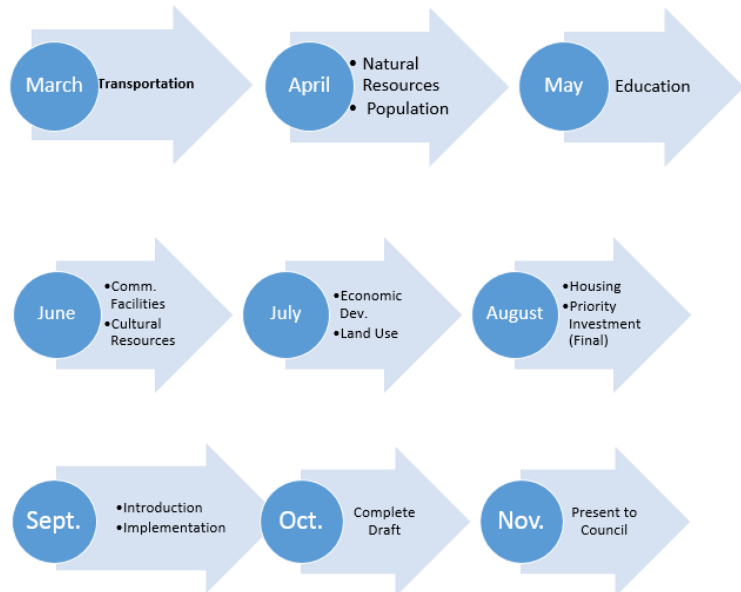 March
Transportation
April
• Natural
Resources
• Population
May
Education
June
•Comm.
Facilities
•Cultural
Resources
July
•Economic
Dev.
•Land Use
August
•Housing
•Priority
Investment
(Final)
Sept.
•Introduction
•Implementation
Oct.
Complete
Draft
Nov.
Present to
Council